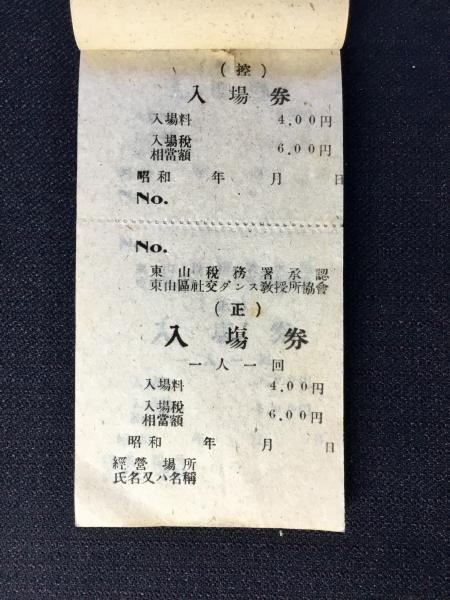 (控)
入場券
入場料 4.00円
入場稅
相當額 6.00円
昭和 年 月 日
No.
No.
東山稅務署承認
東山區社交ダンス敎授所協會
(正)
入場券
一人一回
入場料 4.00円
入場稅
相當額 6.00円
昭和 年 月 日
經營場所
氏名又ハ名稱